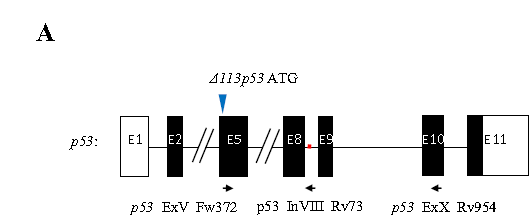 A
Δ113p53 ATG
p53: E1 E2 E5 E8 E9 E10 E11
p53 ExV Fw372 p53 InVIII Rv73 p53 ExX Rv954